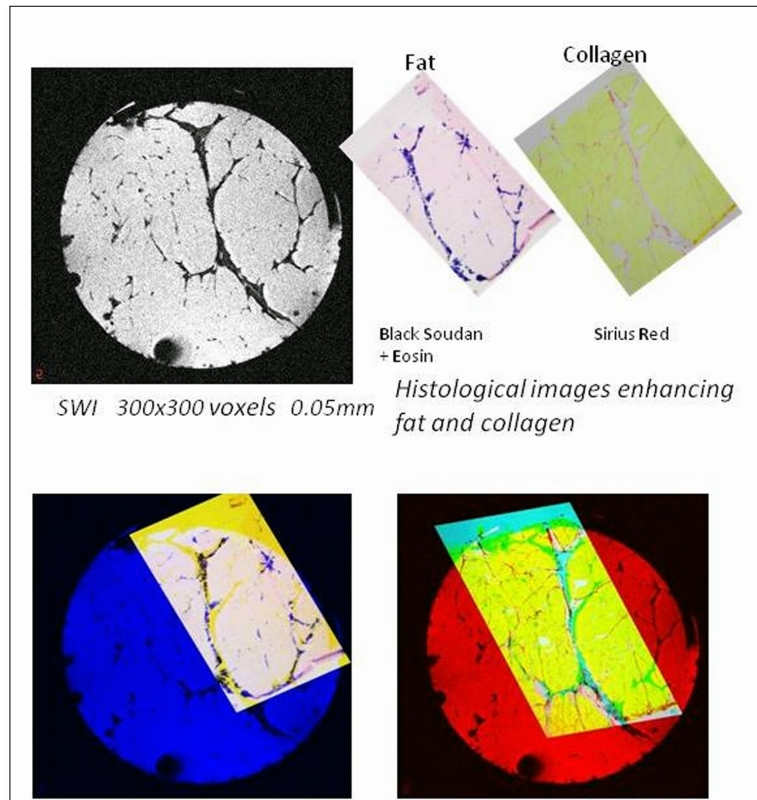 Fat
Collagen
Black Soudan
+ Eosin
Sirius Red
SWI 300x300 voxels 0.05mm
Histological images enhancing
fat and collagen